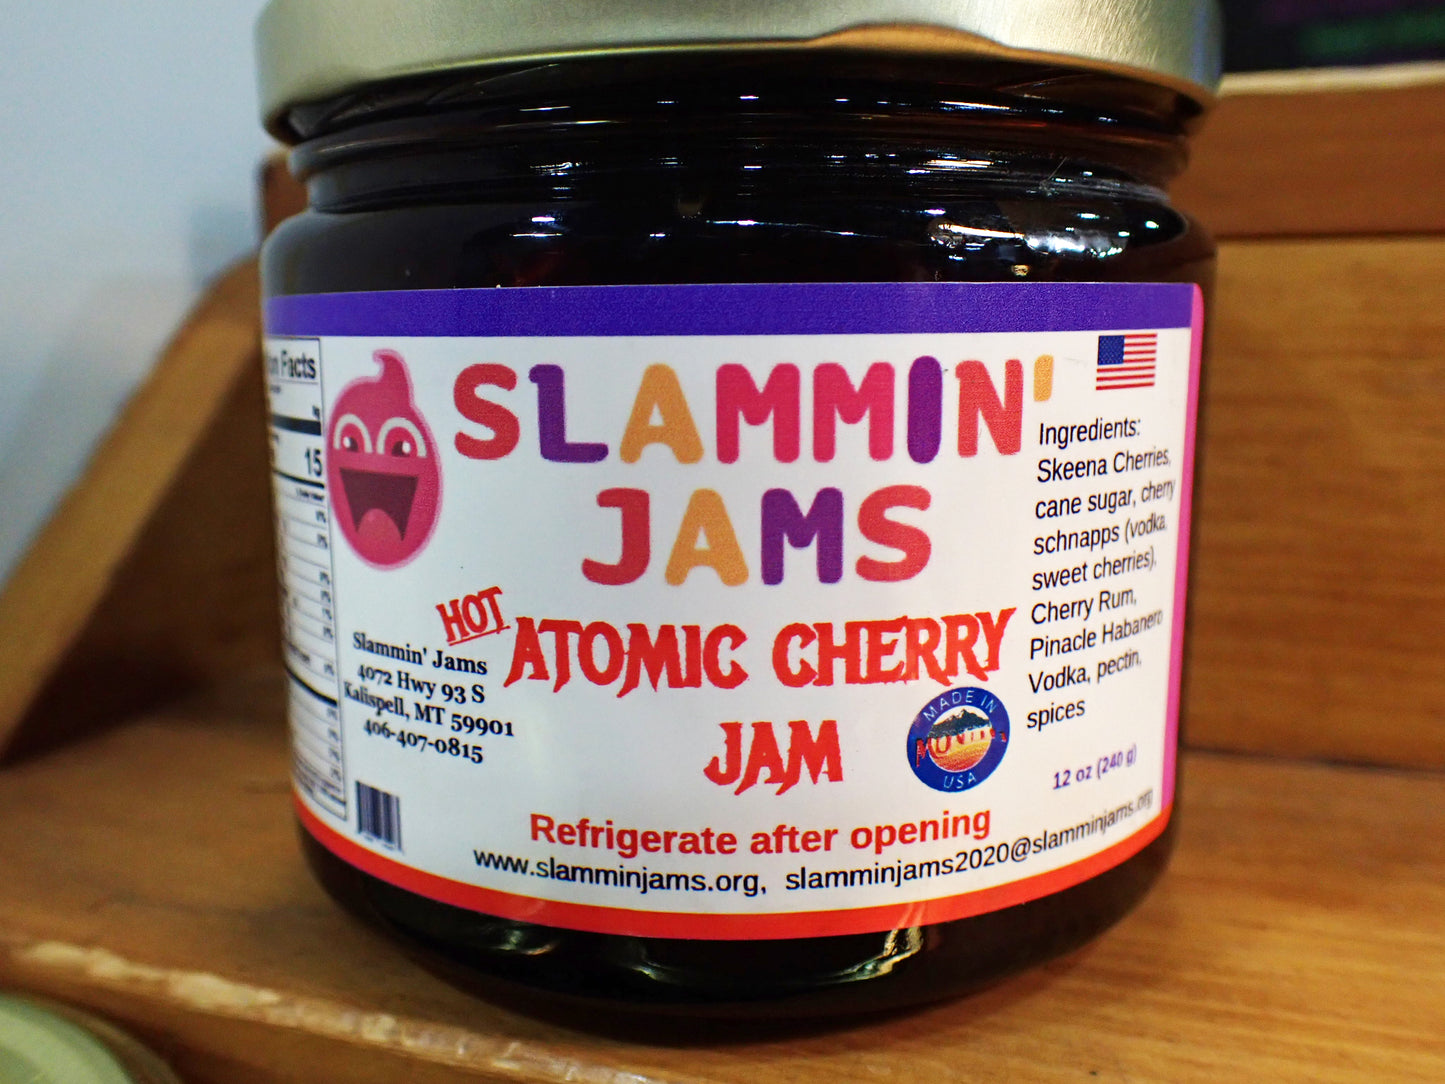 Facts
15
SLAMMIN'
JAMS
HOT
ATOMIC CHERRY
JAM
Slammin' Jams
4072 Hwy 93 S
Kalispell, MT 59901
406-407-0815
Ingredients:
Skeena Cherries,
cane sugar, cherry
schnapps (vodka,
sweet cherries),
Cherry Rum,
Pinacle Habanero
Vodka, pectin,
spices
MADE IN
USA
12 oz (240 g)
Refrigerate after opening
www.slamminjams.org, slamminjams2020@slamminjams.org